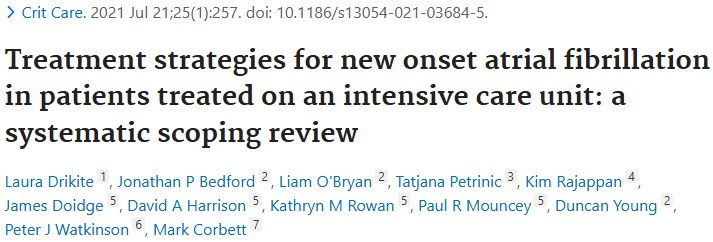 > Crit Care. 2021 Jul 21;25(1):257. doi: 10.1186/s13054-021-03684-5.
Treatment strategies for new onset atrial fibrillation
in patients treated on an intensive care unit: a
systematic scoping review
Laura Drikite 1, Jonathan P Bedford 2, Liam O'Bryan 2, Tatjana Petrinic 3, Kim Rajappan 4,
James Doidge 5, David A Harrison 5, Kathryn M Rowan 5, Paul R Mouncey 5, Duncan Young 2,
Peter J Watkinson 6, Mark Corbett 7